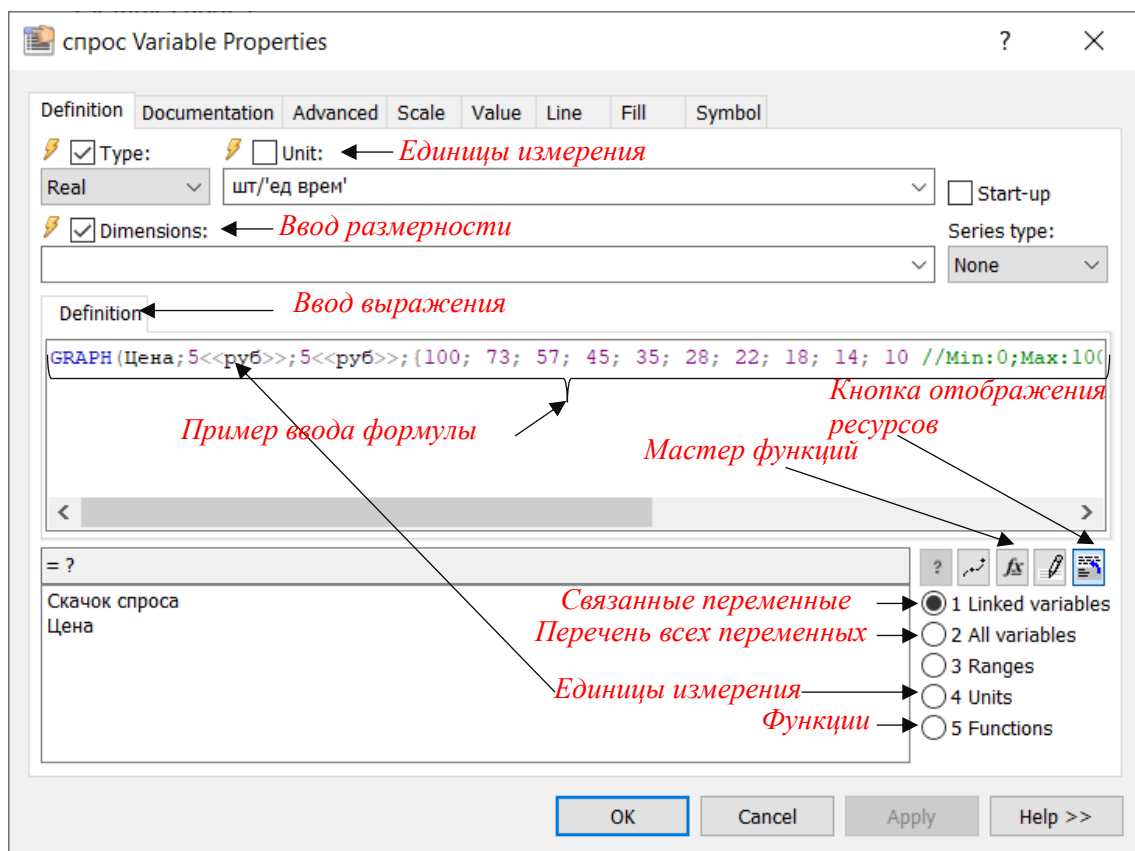 спрос Variable Properties ?
Definition Documentation Advanced Scale Value Line Fill Symbol
Type: Unit: Единицы измерения
Real шт/'ед врем' Start-up
Dimensions: Ввод размерности Series type:
None
Definition Ввод выражения
GRAPH(Цена;5<<руб>>;5<<руб>>;{100; 73; 57; 45; 35; 28; 22; 18; 14; 10 //Min:0;Max:100
Кнопка отображения
Пример ввода формулы ресурсов
Мастер функций
= ? ? fx
Скачок спроса Связанные переменные 1 Linked variables
Цена Перечень всех переменных 2 All variables
3 Ranges
Единицы измерения 4 Units
Функции 5 Functions
OK Cancel Apply Help >>